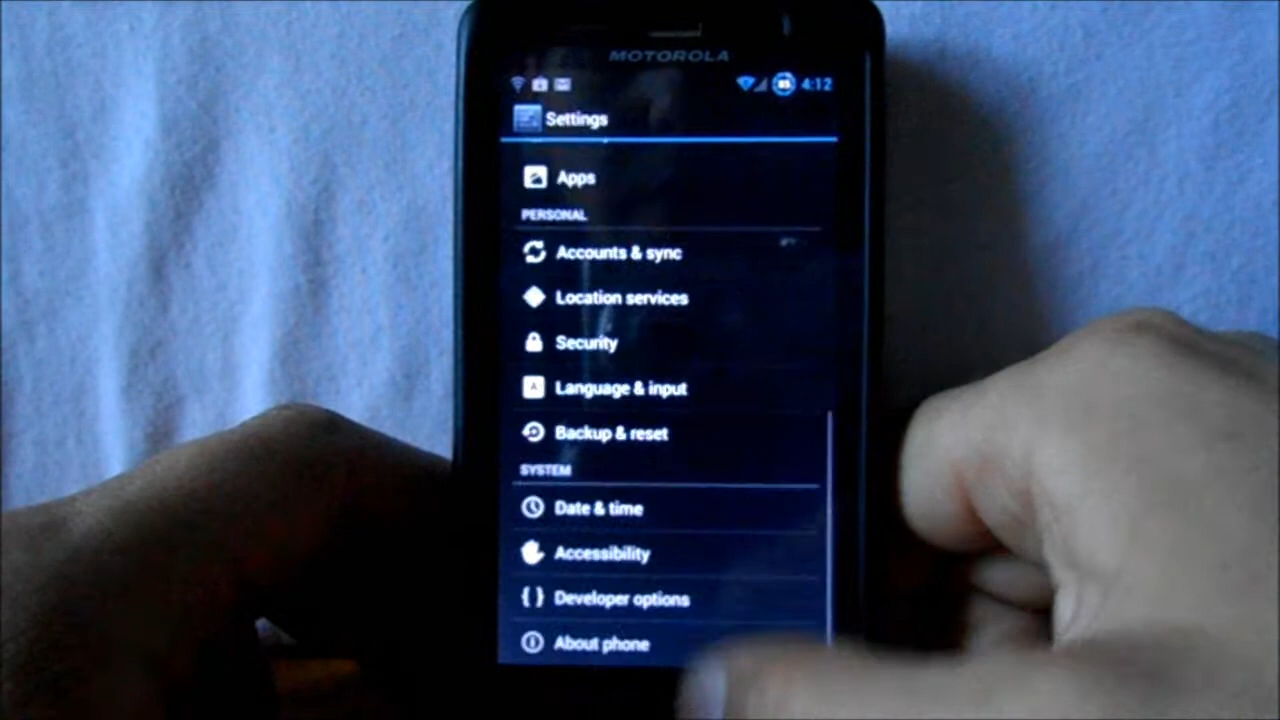 MOTOROLA
4:12
Settings
Apps
PERSONAL
Accounts & sync
Location services
Security
A Language & input
Backup & reset
SYSTEM
Date & time
Accessibility
{ } Developer options
About phone